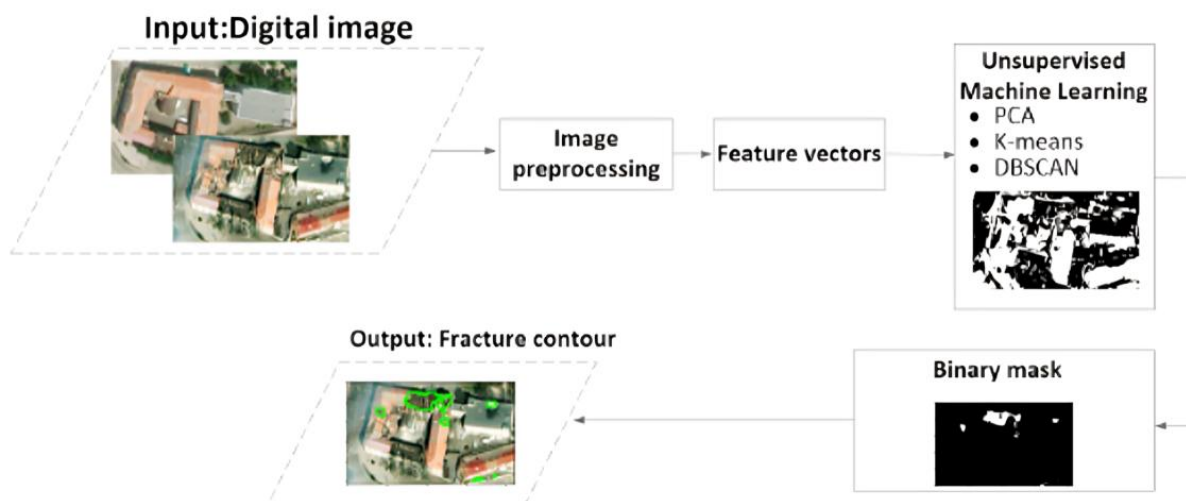 Input:Digital image
Image
preprocessing
Feature vectors
Unsupervised
Machine Learning
• PCA
• K-means
• DBSCAN
Output: Fracture contour
Binary mask